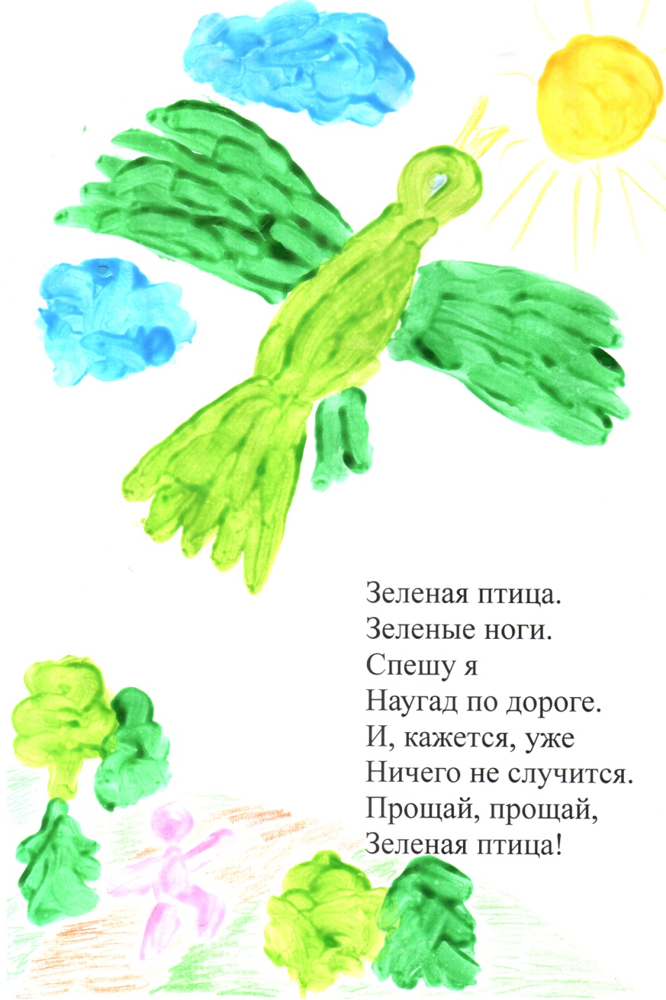 Зеленая птица.
Зеленые ноги.
Спешу я
Наугад по дороге.
И, кажется, уже
Ничего не случится.
Прощай, прощай,
Зеленая птица!